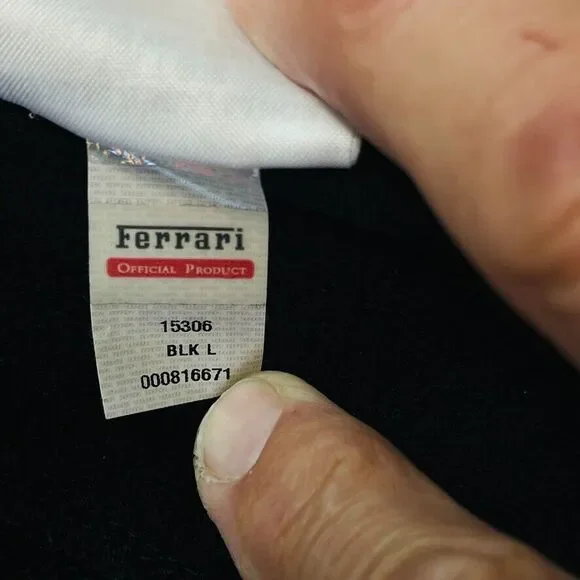 Ferrari
OFFICIAL PRODUCT
15306
BLK L
000816671